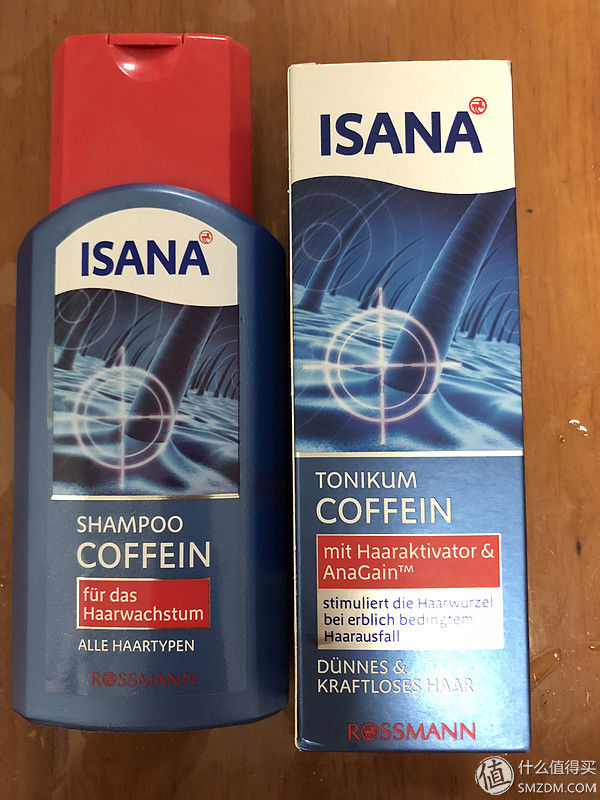 ISANA
SHAMPOO
COFFEIN
für das
Haarwachstum
ALLE HAARTYPEN
ROSSMANN
ISANA
TONIKUM
COFFEIN
mit Haaraktivator &
AnaGain™
stimuliert die Haarwurzel
bei erblich bedingtem
Haarausfall
DÜNNES &
KRAFTLOSES HAAR
ROSSMANN
值 什么值得买
SMZDM.COM